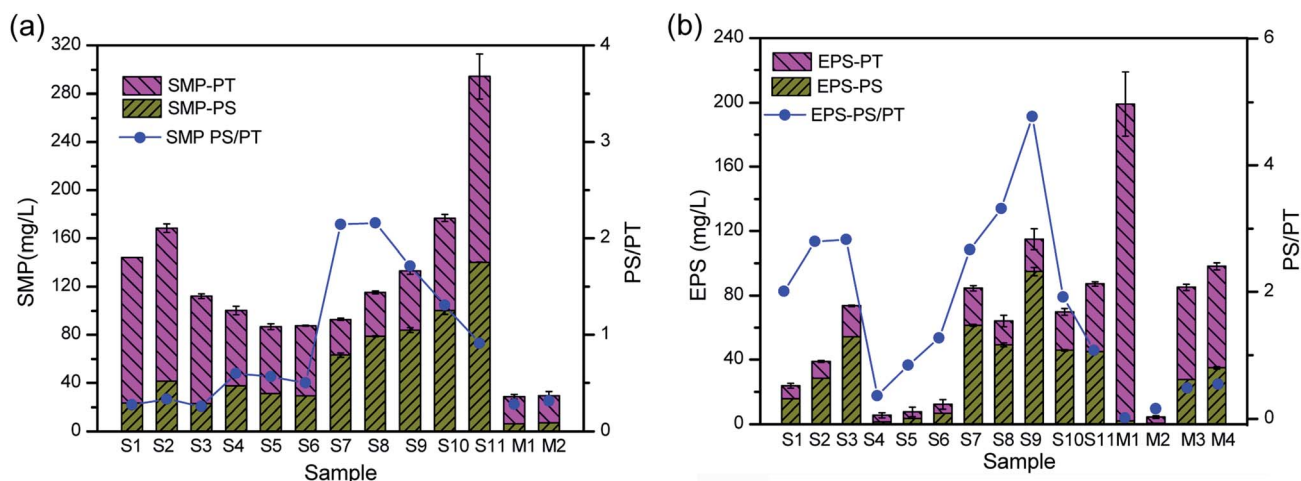 (a)
320
280
240
200
160
120
80
40
0
SMP(mg/L)
SMP-PT
SMP-PS
SMP PS/PT
4
3
2
1
0
PS/PT
S1 S2 S3 S4 S5 S6 S7 S8 S9 S10 S11 M1 M2
Sample
(b)
240
200
160
120
80
40
0
EPS (mg/L)
EPS-PT
EPS-PS
EPS-PS/PT
6
4
2
0
PS/PT
S1 S2 S3 S4 S5 S6 S7 S8 S9 S10 S11 M1 M2 M3 M4
Sample